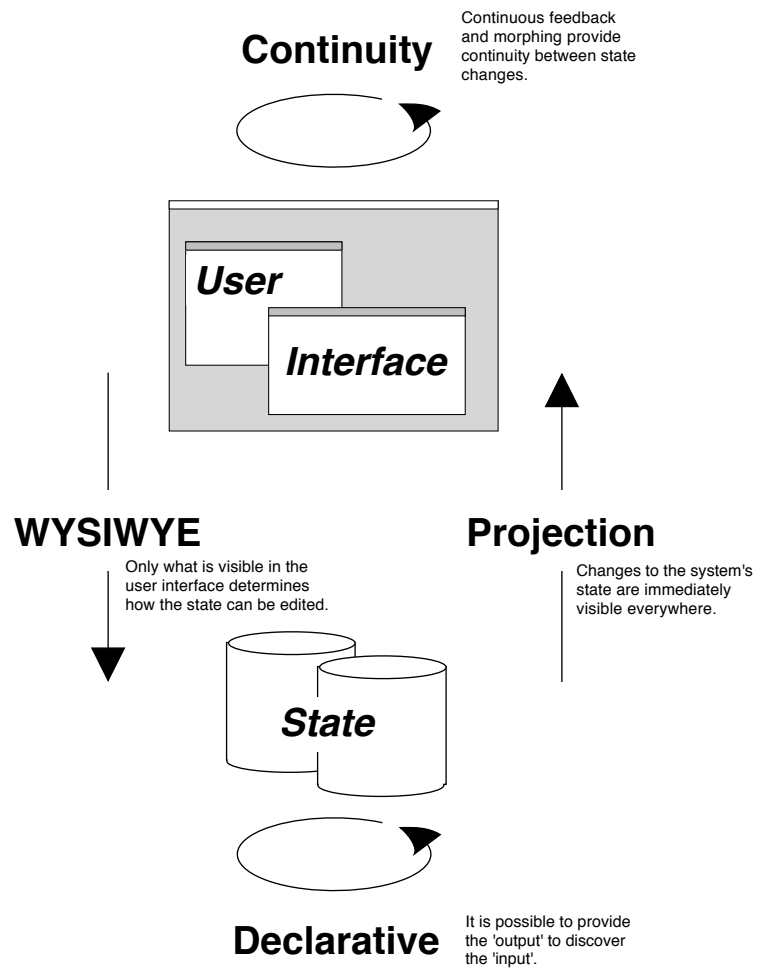 Continuity
Continuous feedback
and morphing provide
continuity between state
changes.
User
Interface
WYSIWYE
Only what is visible in the
user interface determines
how the state can be edited.
Projection
Changes to the system's
state are immediately
visible everywhere.
State
Declarative
It is possible to provide
the 'output' to discover
the 'input'.